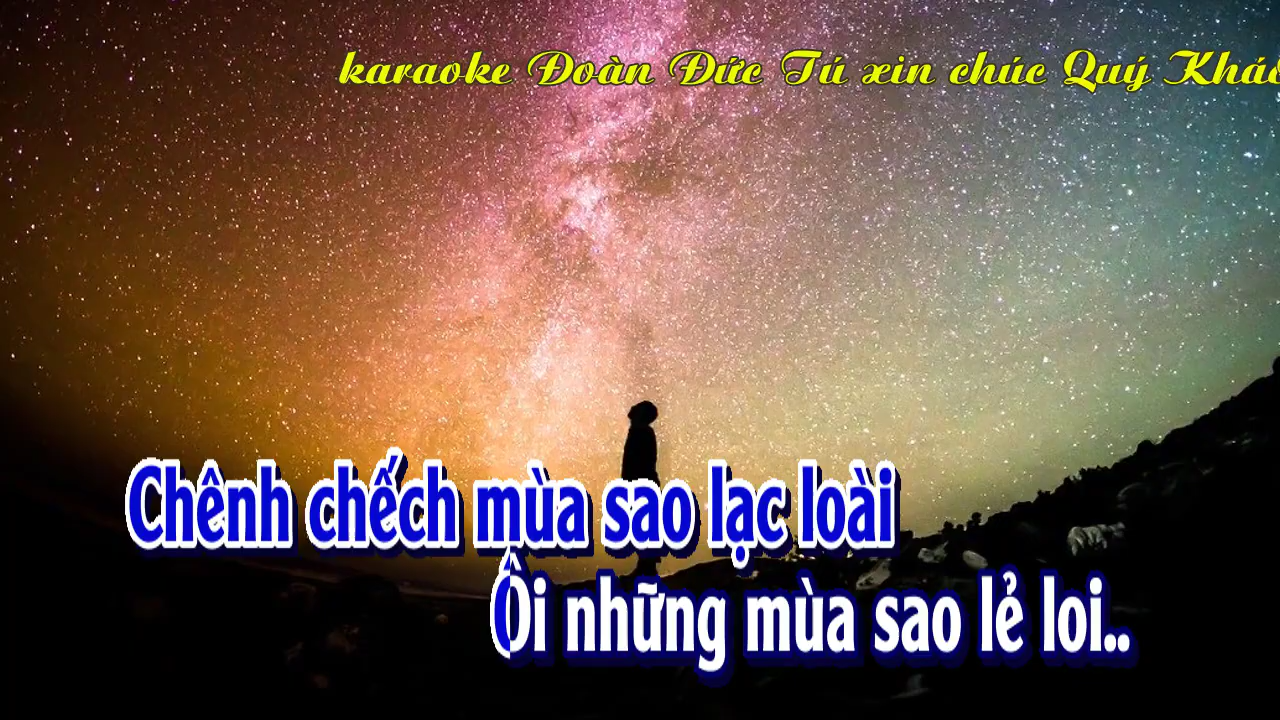 karaoke Đoàn Đức Tú xin chúc Quý
Chênh chếch mùa sao lạc loài
Ôi những mùa sao lẻ loi..